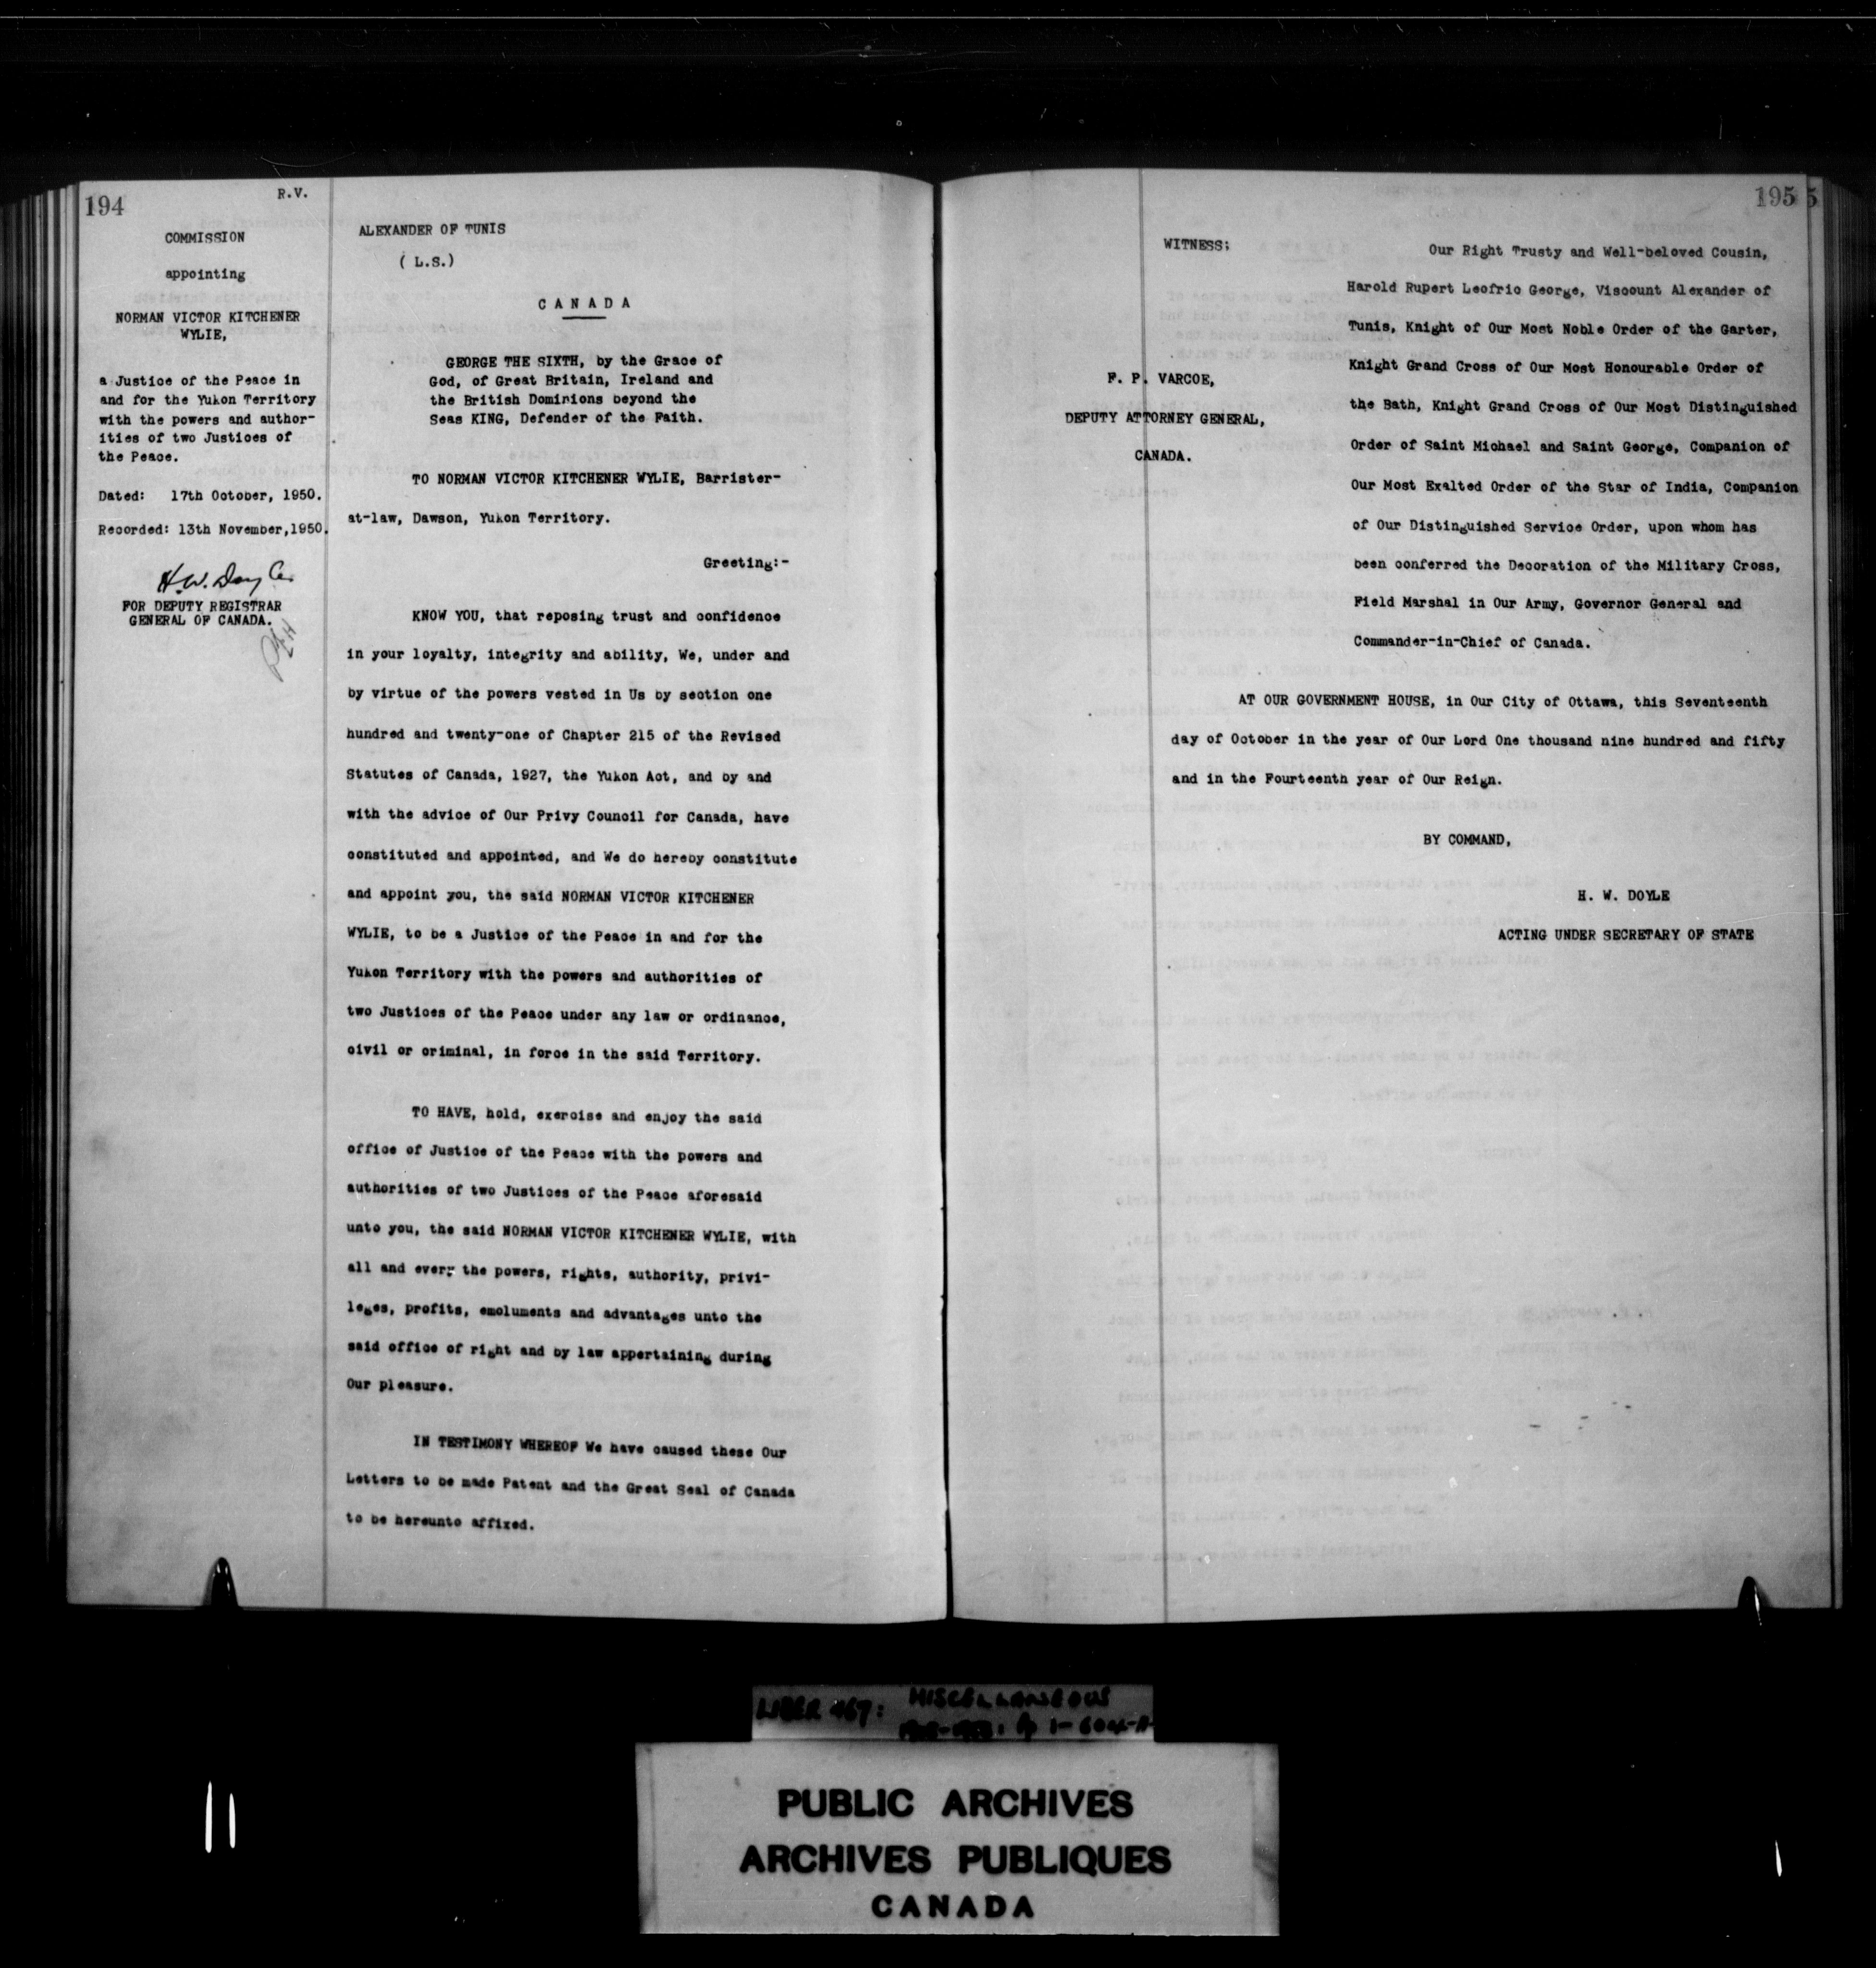 194
R.V.
COMMISSION
appointing
NORMAN VICTOR KITCHENER
WYLIE,
a Justice of the Peace in
and for the Yukon Territory
with the powers and author-
ities of two Justices of
the Peace.
Dated: 17th October, 1950.
Recorded: 13th November,1950.
H.W. Doyle
FOR DEPUTY REGISTRAR
GENERAL OF CANADA.
ALEXANDER OF TUNIS
( L.S.)
CANADA
GEORGE THE SIXTH, by the Grace of
God, of Great Britain, Ireland and
the British Dominions beyond the
Seas KING, Defender of the Faith.
TO NORMAN VICTOR KITCHENER WYLIE, Barrister-
at-law, Dawson, Yukon Territory.
Greeting:-
KNOW YOU, that reposing trust and confidence
in your loyalty, integrity and ability, We, under and
by virtue of the powers vested in Us by section one
hundred and twenty-one of Chapter 215 of the Revised
Statutes of Canada, 1927, the Yukon Act, and by and
with the advice of Our Privy Council for Canada, have
constituted and appointed, and We do hereby constitute
and appoint you, the said NORMAN VICTOR KITCHENER
WYLIE, to be a Justice of the Peace in and for the
Yukon Territory with the powers and authorities of
two Justices of the Peace under any law or ordinance,
civil or criminal, in force in the said Territory.
TO HAVE, hold, exercise and enjoy the said
office of Justice of the Peace with the powers and
authorities of two Justices of the Peace aforesaid
unto you, the said NORMAN VICTOR KITCHENER WYLIE, with
all and every the powers, rights, authority, privi-
leges, profits, emoluments and advantages unto the
said office of right and by law appertaining during
Our pleasure.
IN TESTIMONY WHEREOF We have caused these Our
Letters to be made Patent and the Great Seal of Canada
to be hereunto affixed.
195 5
WITNESS:
F. P. VARCOE,
DEPUTY ATTORNEY GENERAL,
CANADA.
Our Right Trusty and Well-beloved Cousin,
Harold Rupert Leofric George, Viscount Alexander of
Tunis, Knight of Our Most Noble Order of the Garter,
Knight Grand Cross of Our Most Honourable Order of
the Bath, Knight Grand Cross of Our Most Distinguished
Order of Saint Michael and Saint George, Companion of
Our Most Exalted Order of the Star of India, Companion
of Our Distinguished Service Order, upon whom has
been conferred the Decoration of the Military Cross,
Field Marshal in Our Army, Governor General and
Commander-in-Chief of Canada.
AT OUR GOVERNMENT HOUSE, in Our City of Ottawa, this Seventeenth
day of October in the year of Our Lord One thousand nine hundred and fifty
and in the Fourteenth year of Our Reign.
BY COMMAND,
H. W. DOYLE
ACTING UNDER SECRETARY OF STATE
LIBER 467: MISCELLANEOUS
PUBLIC ARCHIVES
ARCHIVES PUBLIQUES
CANADA